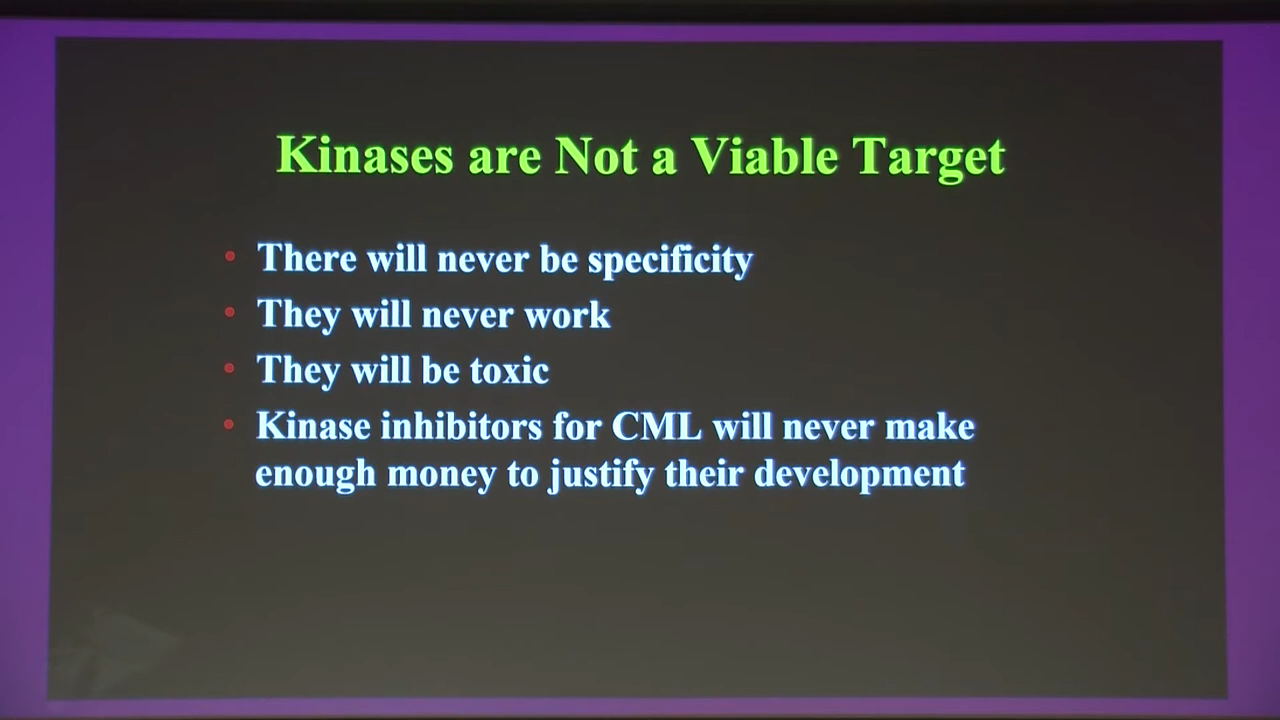 Kinases are Not a Viable Target
• There will never be specificity
• They will never work
• They will be toxic
• Kinase inhibitors for CML will never make
enough money to justify their development